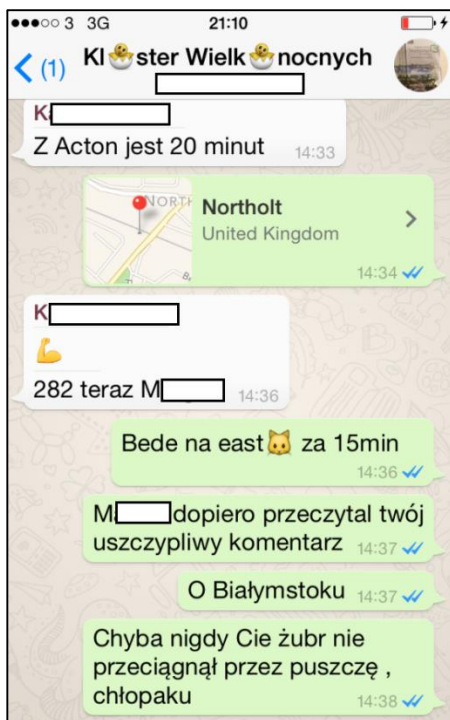 3 3G 21:10
(1) Kl🐣ster Wielk🐣nocnych
K
Z Acton jest 20 minut 14:33
NORTH
Northolt
United Kingdom
14:34
K
💪
282 teraz M 14:36
Bede na east🐱 za 15min
14:36
M dopiero przeczytal twój
uszczypliwy komentarz 14:37
O Białymstoku 14:37
Chyba nigdy Cie żubr nie
przeciągnął przez puszczę ,
chłopaku 14:38